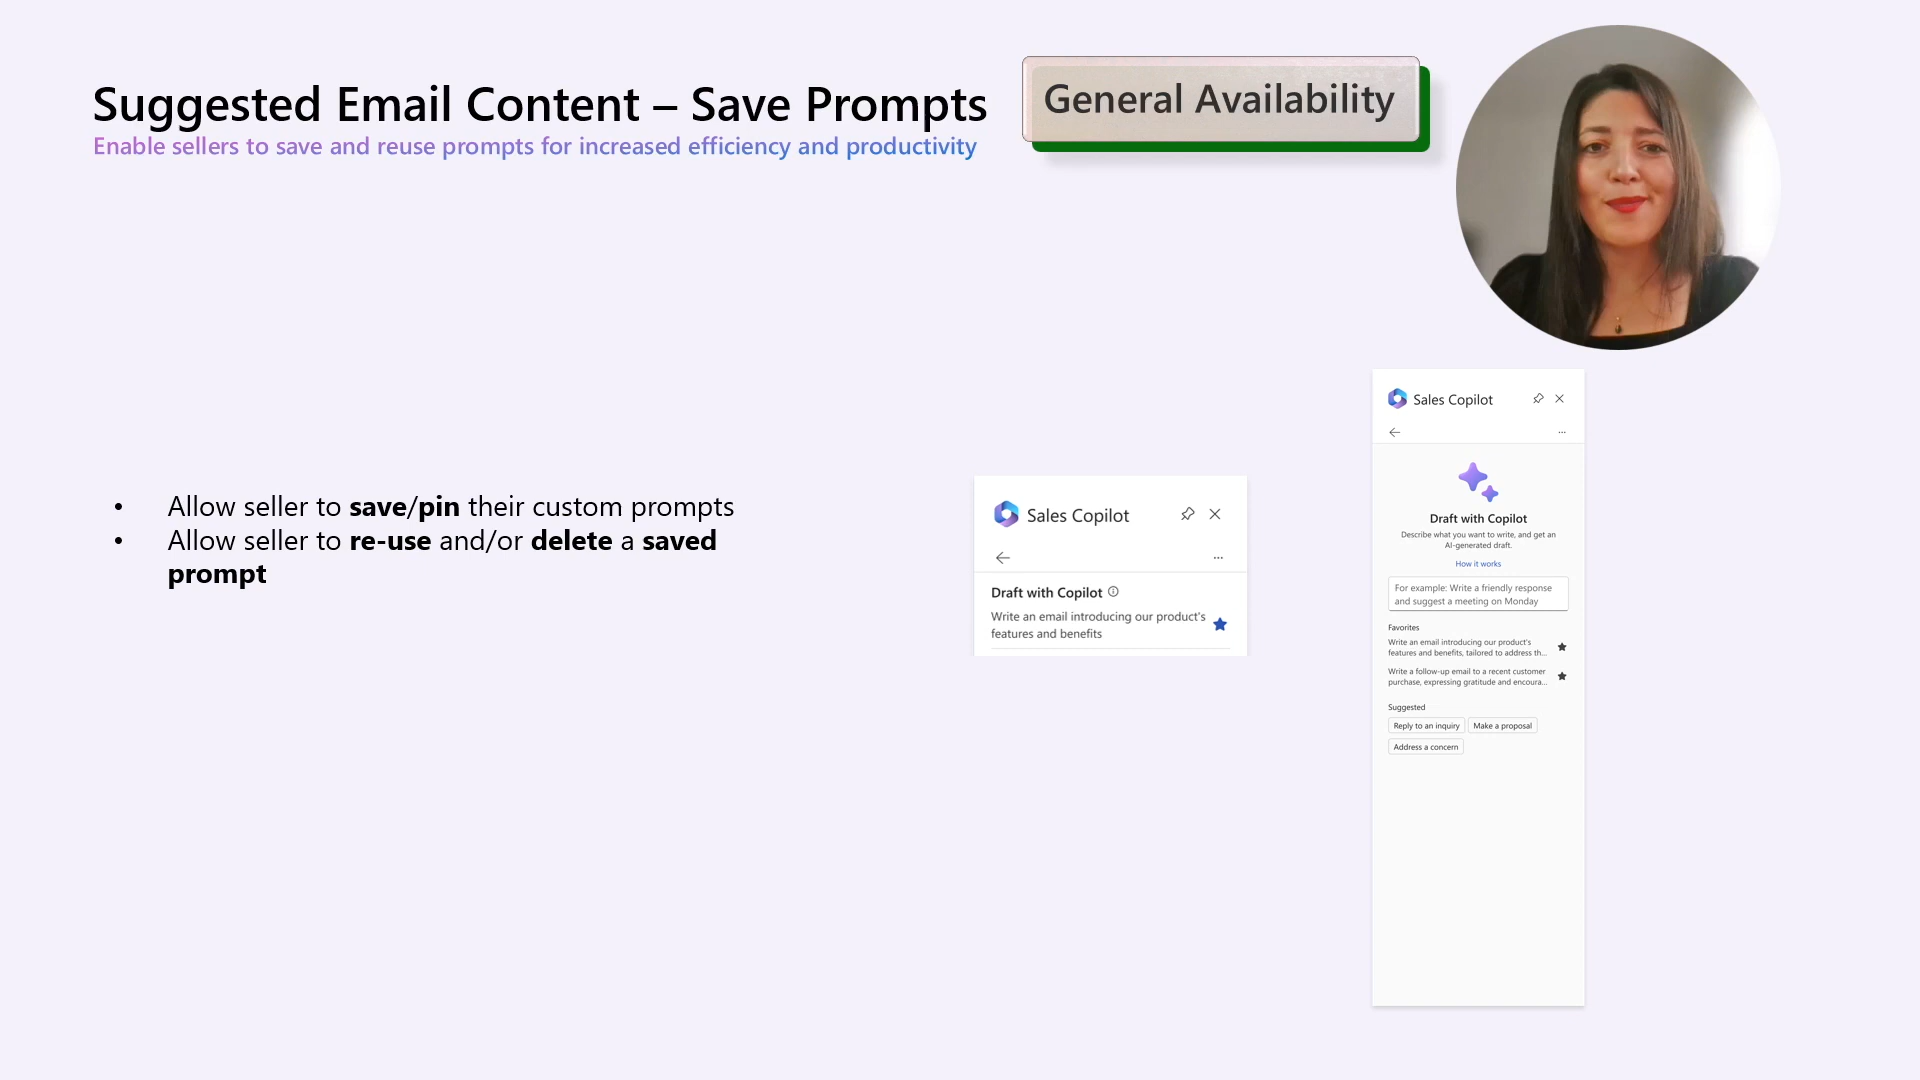 Suggested Email Content – Save Prompts
Enable sellers to save and reuse prompts for increased efficiency and productivity
General Availability
• Allow seller to save/pin their custom prompts
• Allow seller to re-use and/or delete a saved
prompt
Sales Copilot
Draft with Copilot
Write an email introducing our product's
features and benefits
Sales Copilot
Draft with Copilot
Describe what you want to write, and get an
AI-generated draft.
How it works
For example: Write a friendly response
and suggest a meeting on Monday
Favorites
Write an email introducing our product's
features and benefits, tailored to address th...
Write a follow-up email to a recent customer
purchase, expressing gratitude and encoura...
Suggested
Reply to an inquiry Make a proposal
Address a concern